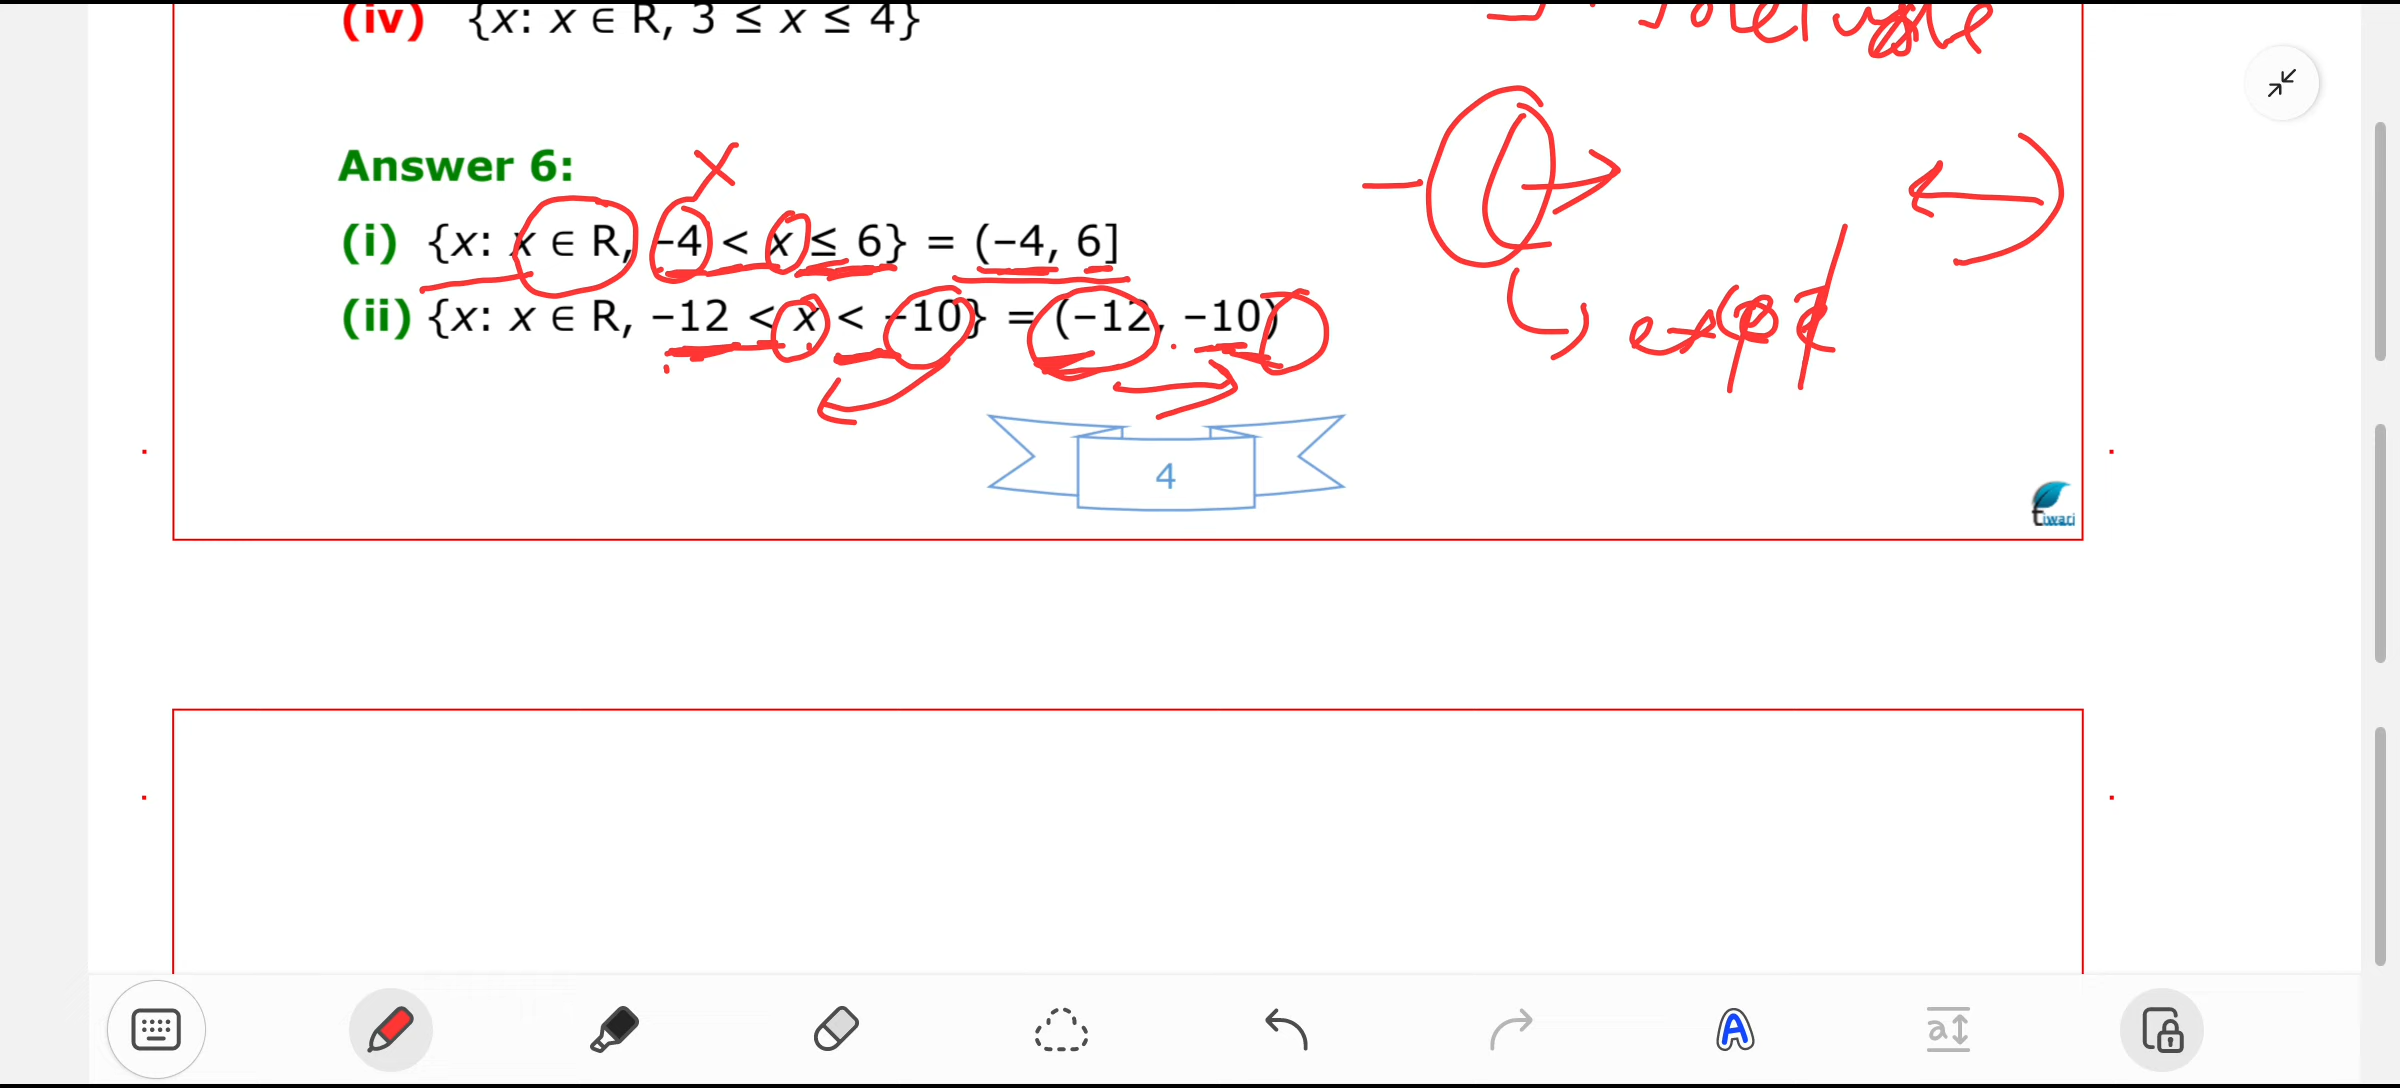 (iv) {x: x ∈ R, 3 ≤ x ≤ 4}
Answer 6:
(i) {x: x ∈ R, −4 < x ≤ 6} = (−4, 6]
(ii) {x: x ∈ R, −12 < x < −10} = (−12, −10)
4
tiwari